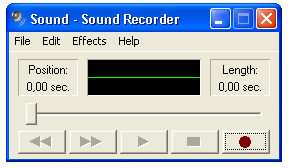 Sound - Sound Recorder
File Edit Effects Help
Position: Length:
0,00 sec. 0,00 sec.